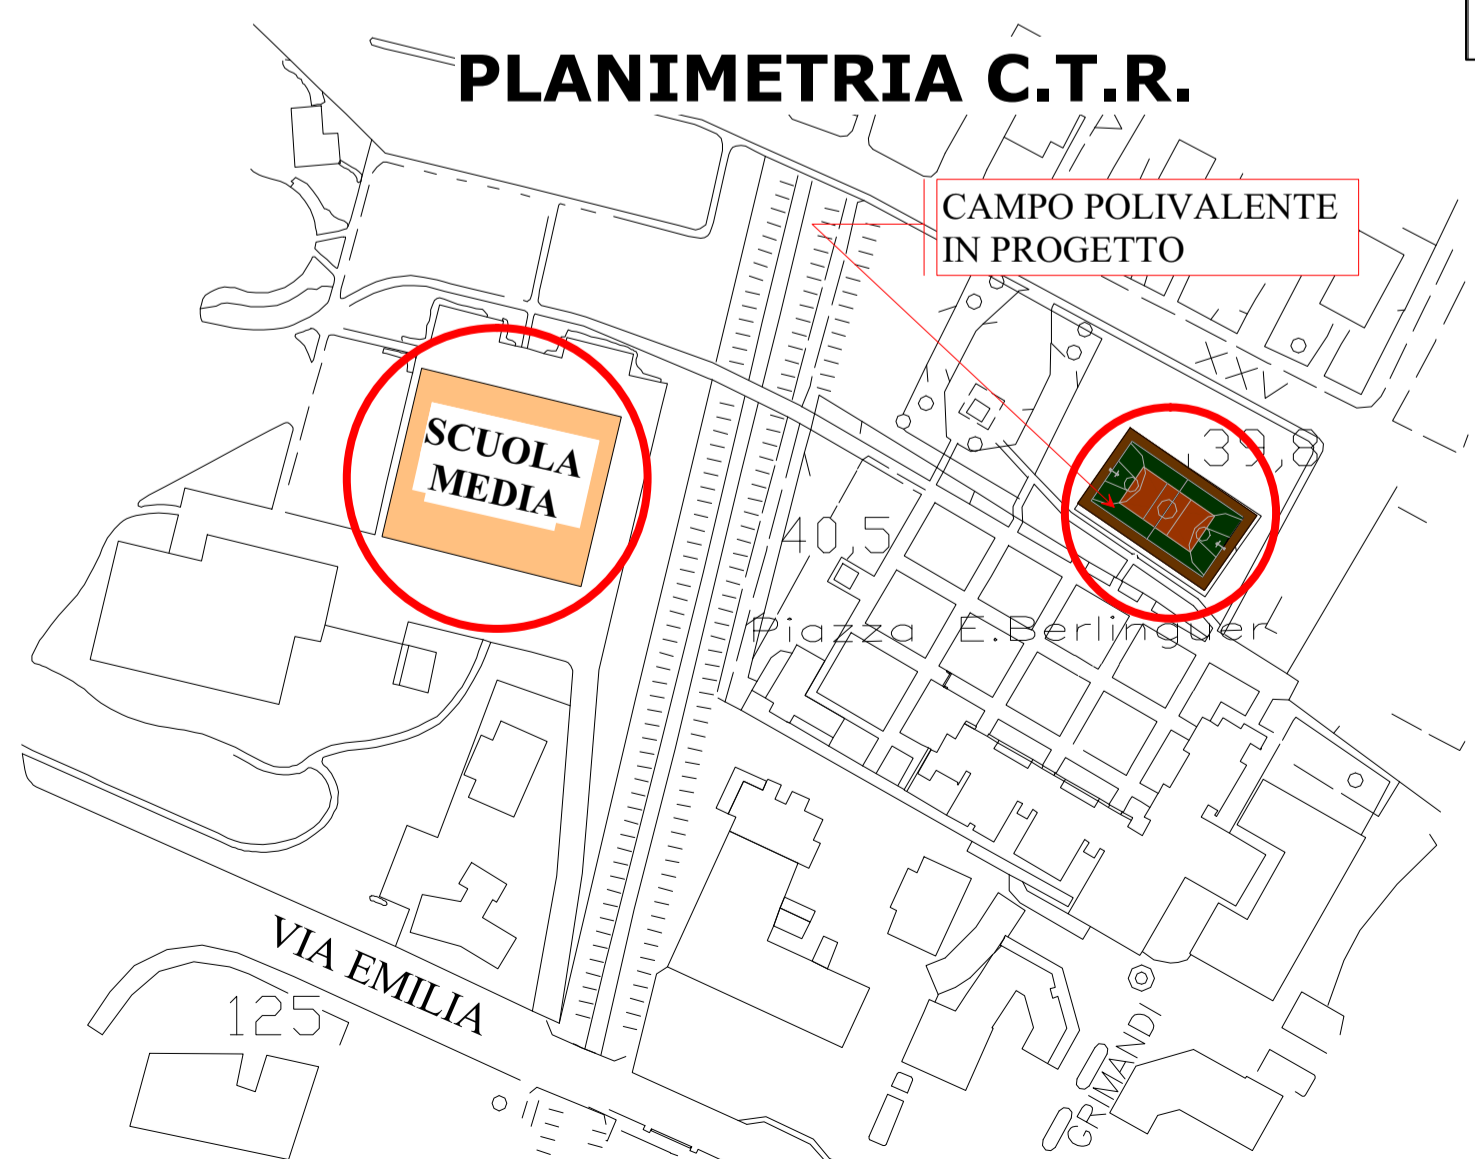 PLANIMETRIA C.T.R.
CAMPO POLIVALENTE
IN PROGETTO
XXV
39,8
SCUOLA
MEDIA
40,5
Piazza E.Berlinguer
VIA EMILIA
125
GRIMANDI